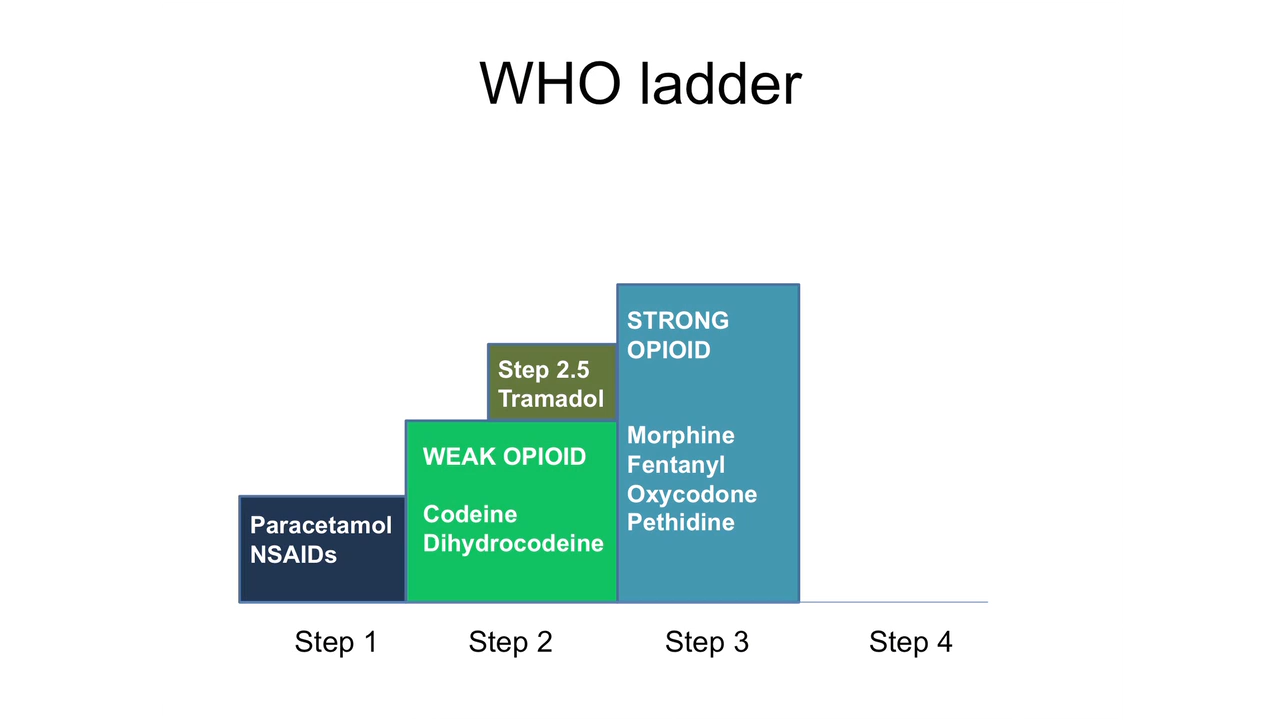 WHO ladder
STRONG
OPIOID
Step 2.5
Tramadol
Morphine
Fentanyl
Oxycodone
Pethidine
WEAK OPIOID
Codeine
Dihydrocodeine
Paracetamol
NSAIDs
Step 1
Step 2
Step 3
Step 4